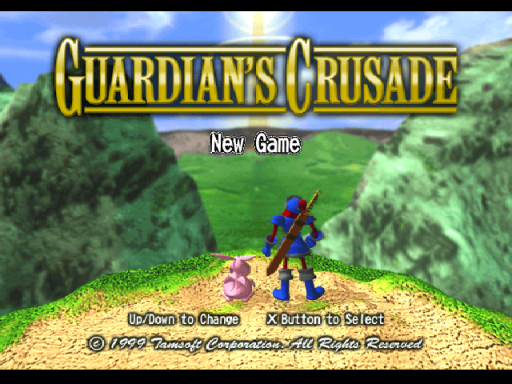 GUARDIAN'S CRUSADE
New Game
Up/Down to Change X Button to Select
© 1999 Tamsoft Corporation. All Rights Reserved